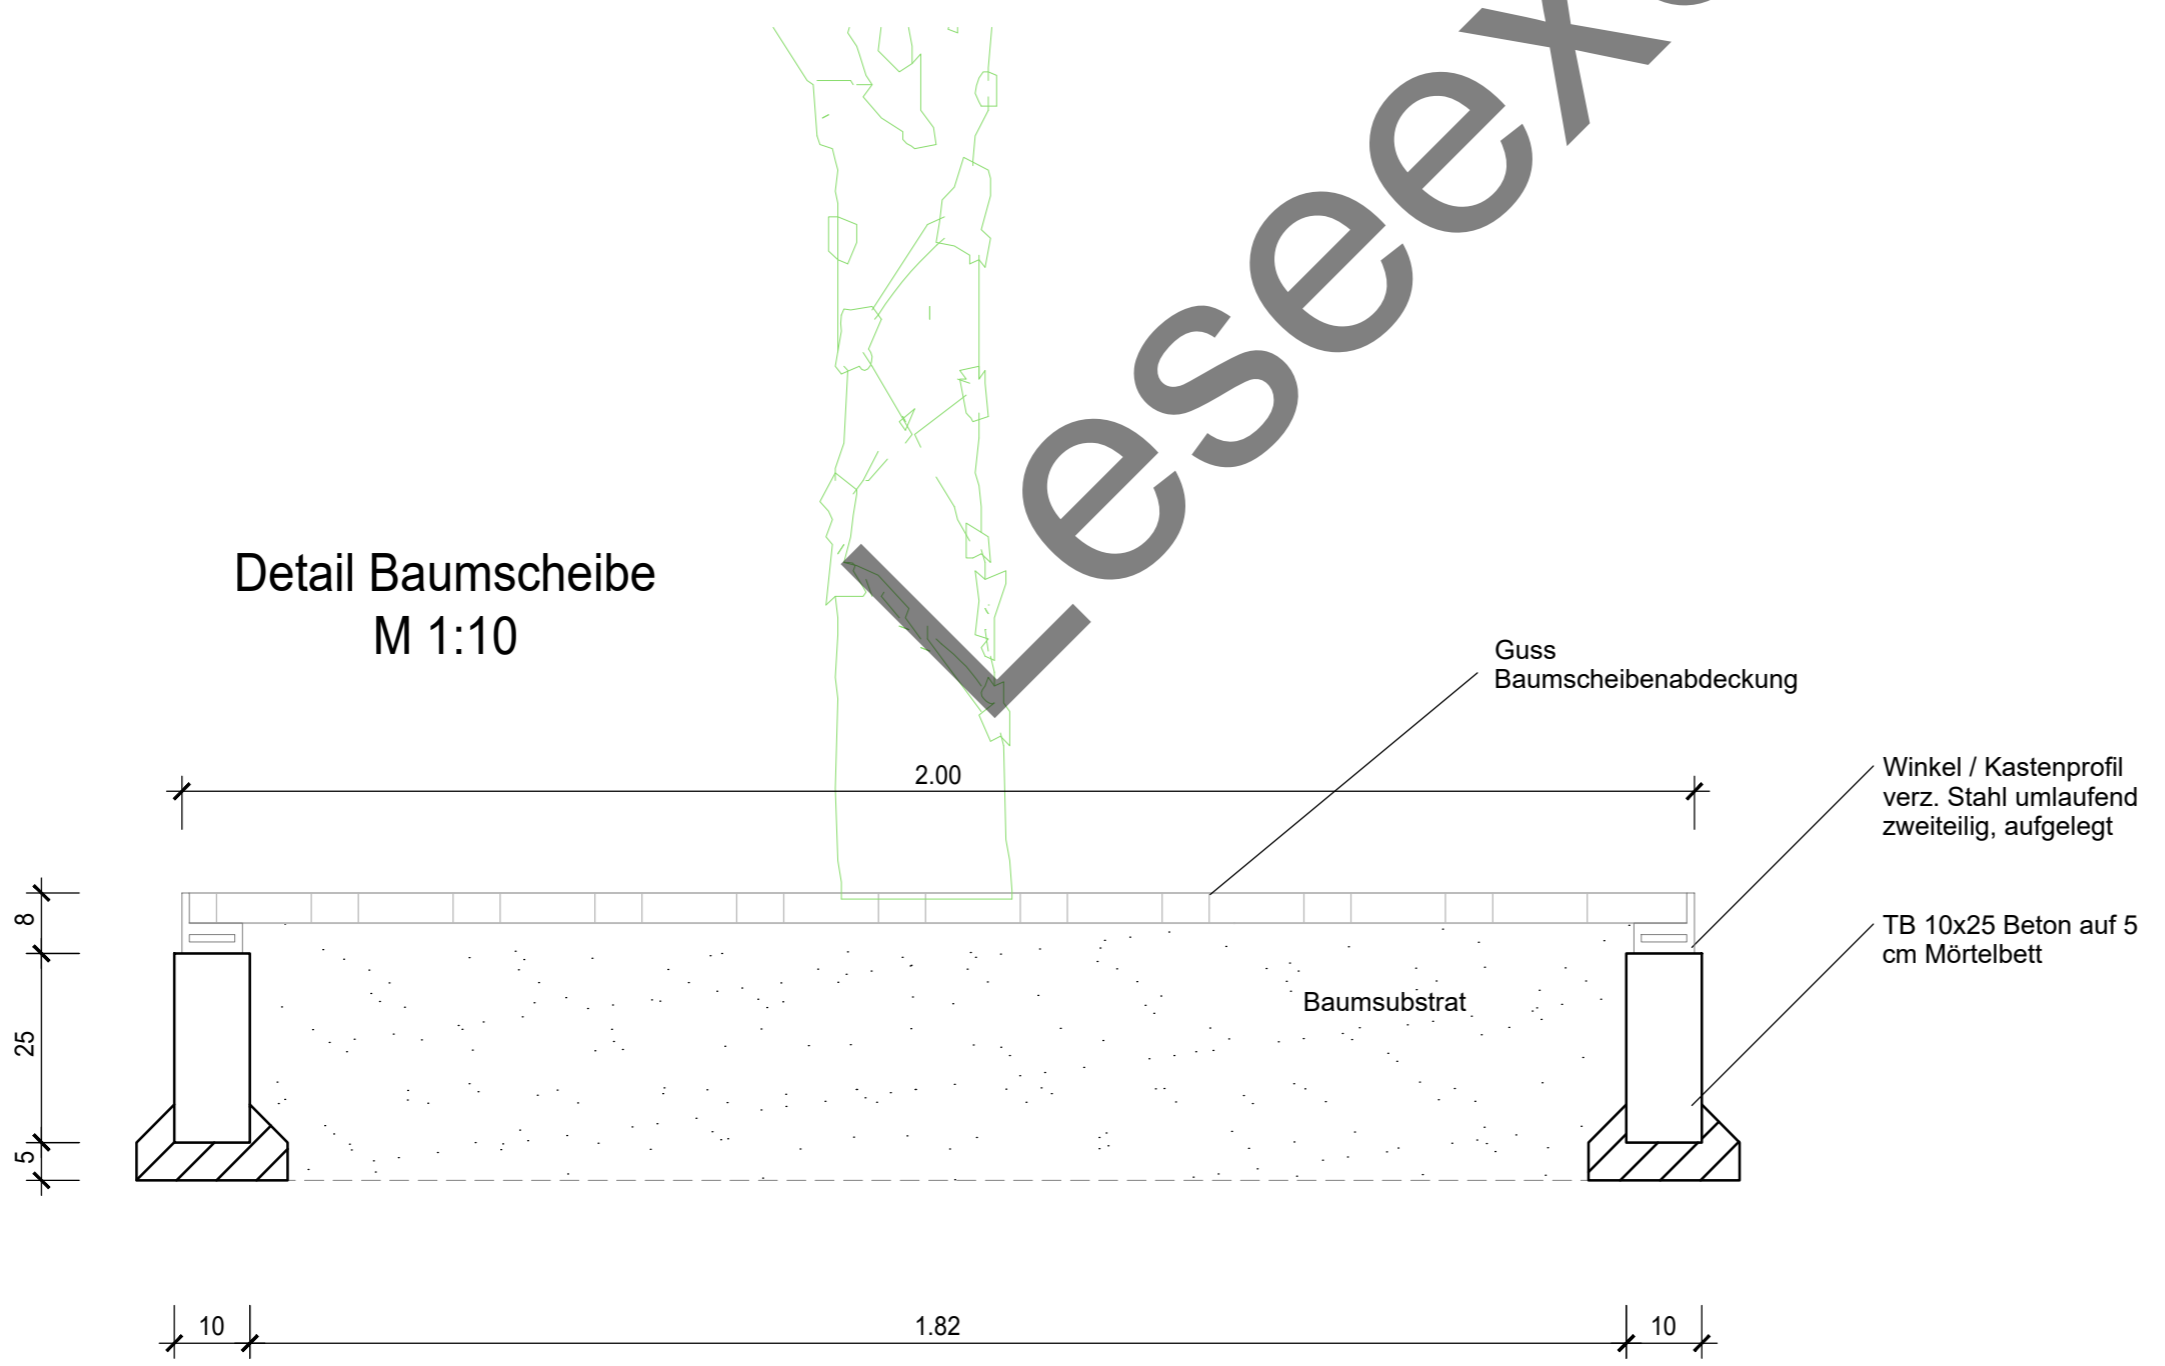 Leseex
Detail Baumscheibe
M 1:10
Guss
Baumscheibenabdeckung
Winkel / Kastenprofil
verz. Stahl umlaufend
zweiteilig, aufgelegt
2.00
TB 10x25 Beton auf 5
cm Mörtelbett
Baumsubstrat
8
25
5
10
1.82
10